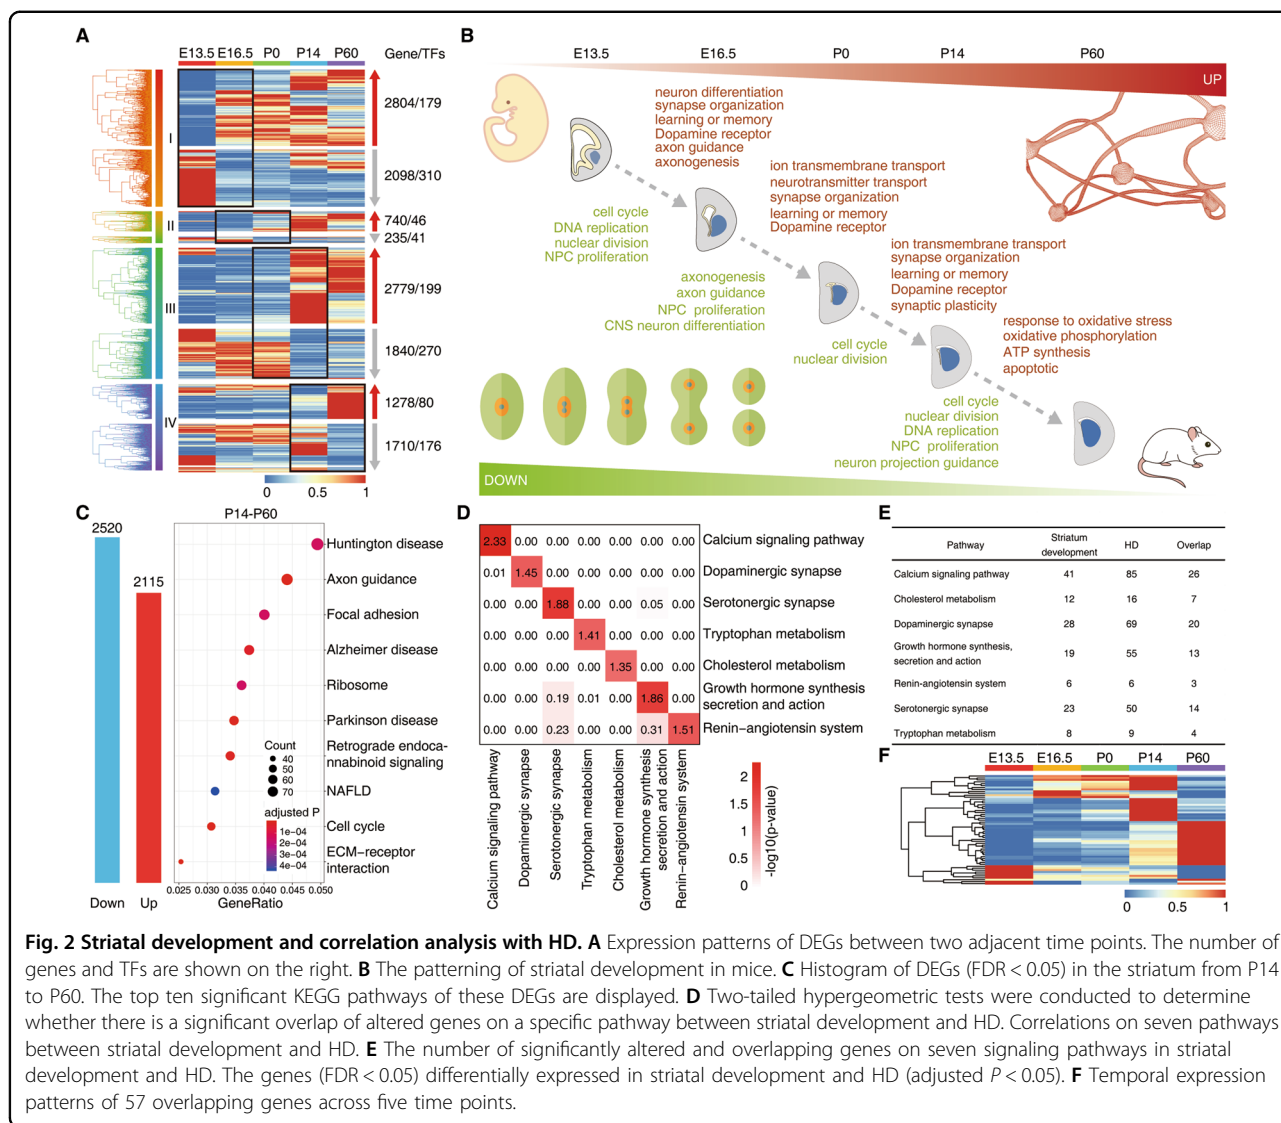 A
E13.5 E16.5 P0 P14 P60 Gene/TFs
I
2804/179
2098/310
II
740/46
235/41
III
2779/199
1840/270
IV
1278/80
1710/176
0 0.5 1
B
E13.5 E16.5 P0 P14 P60
UP
neuron differentiation
synapse organization
learning or memory
Dopamine receptor
axon guidance
axonogenesis
ion transmembrane transport
neurotransmitter transport
synapse organization
learning or memory
Dopamine receptor
ion transmembrane transport
synapse organization
learning or memory
Dopamine receptor
synaptic plasticity
response to oxidative stress
oxidative phosphorylation
ATP synthesis
apoptotic
cell cycle
DNA replication
nuclear division
NPC proliferation
axonogenesis
axon guidance
NPC proliferation
CNS neuron differentiation
cell cycle
nuclear division
cell cycle
nuclear division
DNA replication
NPC proliferation
neuron projection guidance
DOWN
C
2520
2115
Down Up
P14-P60
Huntington disease
Axon guidance
Focal adhesion
Alzheimer disease
Ribosome
Parkinson disease
Retrograde endoca-
nnabinoid signaling
NAFLD
Cell cycle
ECM-receptor
interaction
Count
40
50
60
70
adjusted P
1e-04
2e-04
3e-04
4e-04
0.025 0.030 0.035 0.040 0.045 0.050
GeneRatio
D
2.33 0.00 0.00 0.00 0.00 0.00 0.00 Calcium signaling pathway
0.01 1.45 0.00 0.00 0.00 0.00 0.00 Dopaminergic synapse
0.00 0.00 1.88 0.00 0.00 0.05 0.00 Serotonergic synapse
0.00 0.00 0.00 1.41 0.00 0.00 0.00 Tryptophan metabolism
0.00 0.00 0.00 0.00 1.35 0.00 0.00 Cholesterol metabolism
0.00 0.00 0.19 0.01 0.00 1.86 0.00 Growth hormone synthesis
secretion and action
0.00 0.00 0.23 0.00 0.00 0.31 1.51 Renin-angiotensin system
Calcium signaling pathway
Dopaminergic synapse
Serotonergic synapse
Tryptophan metabolism
Cholesterol metabolism
Growth hormone synthesis
secretion and action
Renin-angiotensin system
2
1.5
1
0.5
0
-log10(p-value)
E
Pathway Striatum development HD Overlap
Calcium signaling pathway 41 85 26
Cholesterol metabolism 12 16 7
Dopaminergic synapse 28 69 20
Growth hormone synthesis,
secretion and action 19 55 13
Renin-angiotensin system 6 6 3
Serotonergic synapse 23 50 14
Tryptophan metabolism 8 9 4
F
E13.5 E16.5 P0 P14 P60
0 0.5 1
Fig. 2 Striatal development and correlation analysis with HD. A Expression patterns of DEGs between two adjacent time points. The number of
genes and TFs are shown on the right. B The patterning of striatal development in mice. C Histogram of DEGs (FDR < 0.05) in the striatum from P14
to P60. The top ten significant KEGG pathways of these DEGs are displayed. D Two-tailed hypergeometric tests were conducted to determine
whether there is a significant overlap of altered genes on a specific pathway between striatal development and HD. Correlations on seven pathways
between striatal development and HD. E The number of significantly altered and overlapping genes on seven signaling pathways in striatal
development and HD. The genes (FDR < 0.05) differentially expressed in striatal development and HD (adjusted P < 0.05). F Temporal expression
patterns of 57 overlapping genes across five time points.